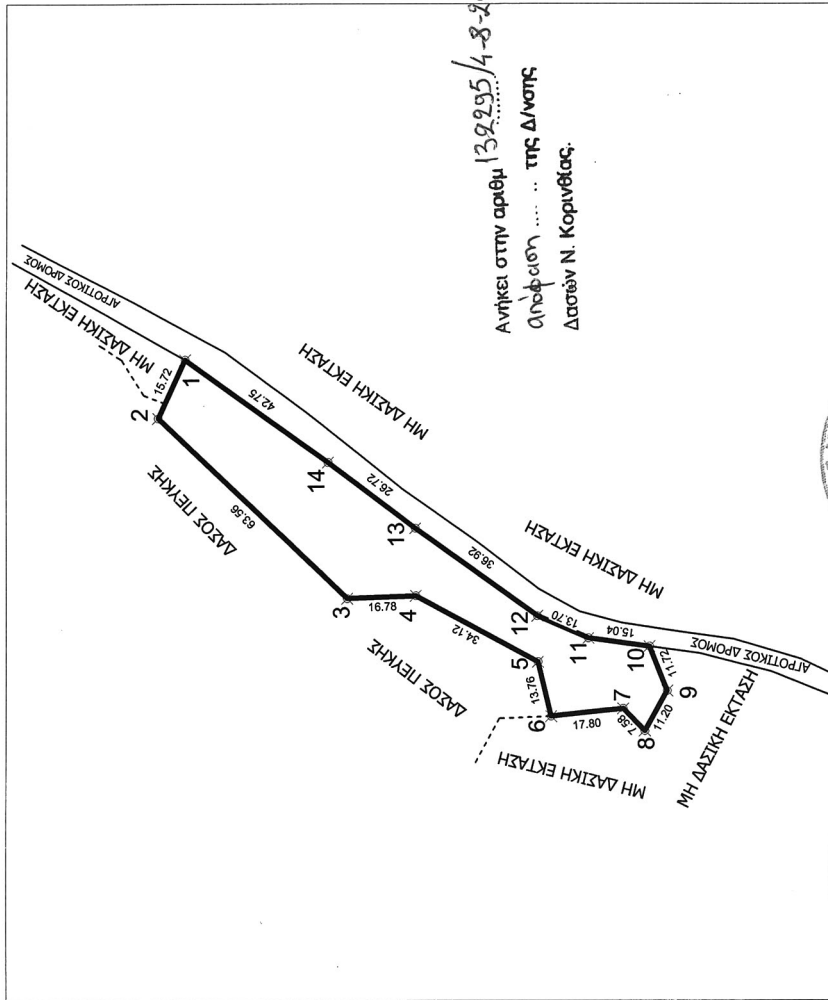 Ανήκει στην αριθμ 132295/4-8-2
απόφαση ..... .. της Δ/νσης
Δασών Ν. Κορινθίας.
ΑΓΡΟΤΙΚΟΣ ΔΡΟΜΟΣ
ΜΗ ΔΑΣΙΚΗ ΕΚΤΑΣΗ
15.72
1
2
42.75
ΜΗ ΔΑΣΙΚΗ ΕΚΤΑΣΗ
ΔΑΣΟΣ ΠΕΥΚΗΣ
63.56
14
26.72
13
3
16.78
4
36.92
ΜΗ ΔΑΣΙΚΗ ΕΚΤΑΣΗ
34.12
ΔΑΣΟΣ ΠΕΥΚΗΣ
12
13.70
5
13.76
11
15.04
6
17.80
7
10
11.72
7.58
8
11.20
9
ΑΓΡΟΤΙΚΟΣ ΔΡΟΜΟΣ
ΜΗ ΔΑΣΙΚΗ ΕΚΤΑΣΗ
ΜΗ ΔΑΣΙΚΗ ΕΚΤΑΣΗ